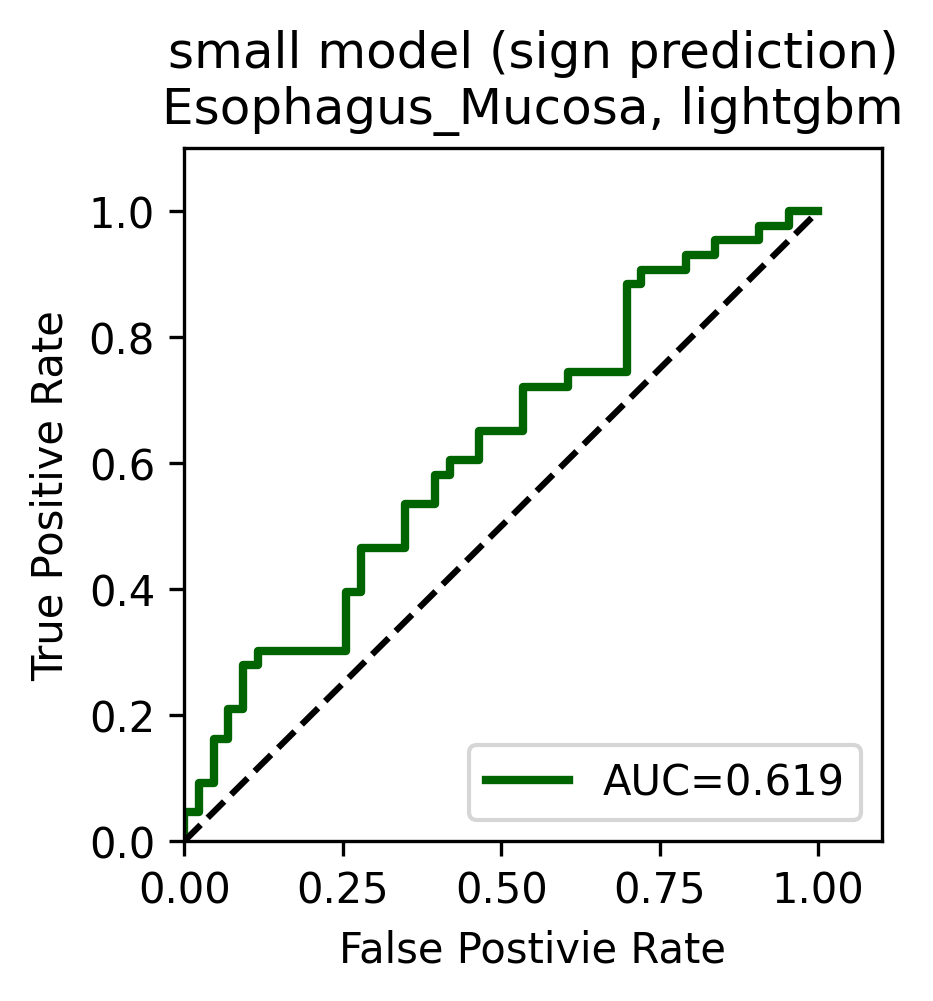 small model (sign prediction)
Esophagus_Mucosa, lightgbm
True Positive Rate
1.0
0.8
0.6
0.4
0.2
0.0
AUC=0.619
0.00 0.25 0.50 0.75 1.00
False Postivie Rate